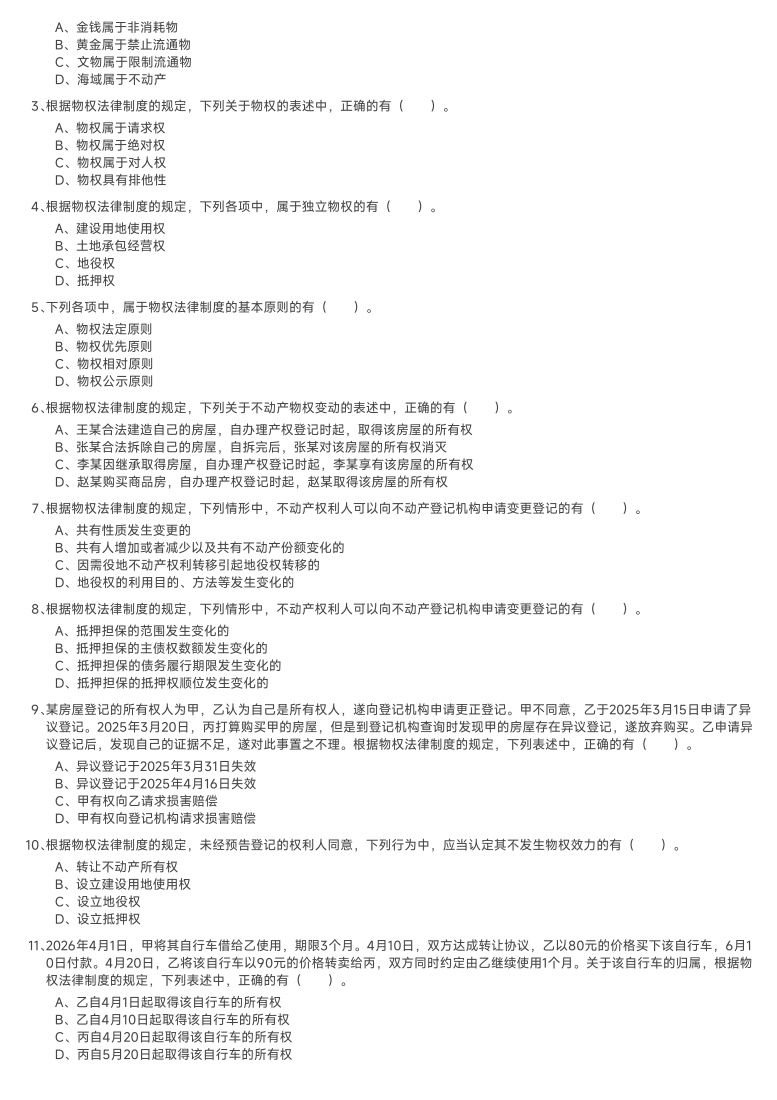 A、金钱属于非消耗物
B、黄金属于禁止流通物
C、文物属于限制流通物
D、海域属于不动产
3、根据物权法律制度的规定，下列关于物权的表述中，正确的有（　　）。
A、物权属于请求权
B、物权属于绝对权
C、物权属于对人权
D、物权具有排他性
4、根据物权法律制度的规定，下列各项中，属于独立物权的有（　　）。
A、建设用地使用权
B、土地承包经营权
C、地役权
D、抵押权
5、下列各项中，属于物权法律制度的基本原则的有（　　）。
A、物权法定原则
B、物权优先原则
C、物权相对原则
D、物权公示原则
6、根据物权法律制度的规定，下列关于不动产物权变动的表述中，正确的有（　　）。
A、王某合法建造自己的房屋，自办理产权登记时起，取得该房屋的所有权
B、张某合法拆除自己的房屋，自拆完后，张某对该房屋的所有权消灭
C、李某因继承取得房屋，自办理产权登记时起，李某享有该房屋的所有权
D、赵某购买商品房，自办理产权登记时起，赵某取得该房屋的所有权
7、根据物权法律制度的规定，下列情形中，不动产权利人可以向不动产登记机构申请变更登记的有（　　）。
A、共有性质发生变更的
B、共有人增加或者减少以及共有不动产份额变化的
C、因需役地不动产权利转移引起地役权转移的
D、地役权的利用目的、方法等发生变化的
8、根据物权法律制度的规定，下列情形中，不动产权利人可以向不动产登记机构申请变更登记的有（　　）。
A、抵押担保的范围发生变化的
B、抵押担保的主债权数额发生变化的
C、抵押担保的债务履行期限发生变化的
D、抵押担保的抵押权顺位发生变化的
9、某房屋登记的所有权人为甲，乙认为自己是所有权人，遂向登记机构申请更正登记。甲不同意，乙于2025年3月15日申请了异
议登记。2025年3月20日，丙打算购买甲的房屋，但是到登记机构查询时发现甲的房屋存在异议登记，遂放弃购买。乙申请异
议登记后，发现自己的证据不足，遂对此事置之不理。根据物权法律制度的规定，下列表述中，正确的有（　　）。
A、异议登记于2025年3月31日失效
B、异议登记于2025年4月16日失效
C、甲有权向乙请求损害赔偿
D、甲有权向登记机构请求损害赔偿
10、根据物权法律制度的规定，未经预告登记的权利人同意，下列行为中，应当认定其不发生物权效力的有（　　）。
A、转让不动产所有权
B、设立建设用地使用权
C、设立地役权
D、设立抵押权
11、2026年4月1日，甲将其自行车借给乙使用，期限3个月。4月10日，双方达成转让协议，乙以80元的价格买下该自行车，6月1
0日付款。4月20日，乙将该自行车以90元的价格转卖给丙，双方同时约定由乙继续使用1个月。关于该自行车的归属，根据物
权法律制度的规定，下列表述中，正确的有（　　）。
A、乙自4月1日起取得该自行车的所有权
B、乙自4月10日起取得该自行车的所有权
C、丙自4月20日起取得该自行车的所有权
D、丙自5月20日起取得该自行车的所有权